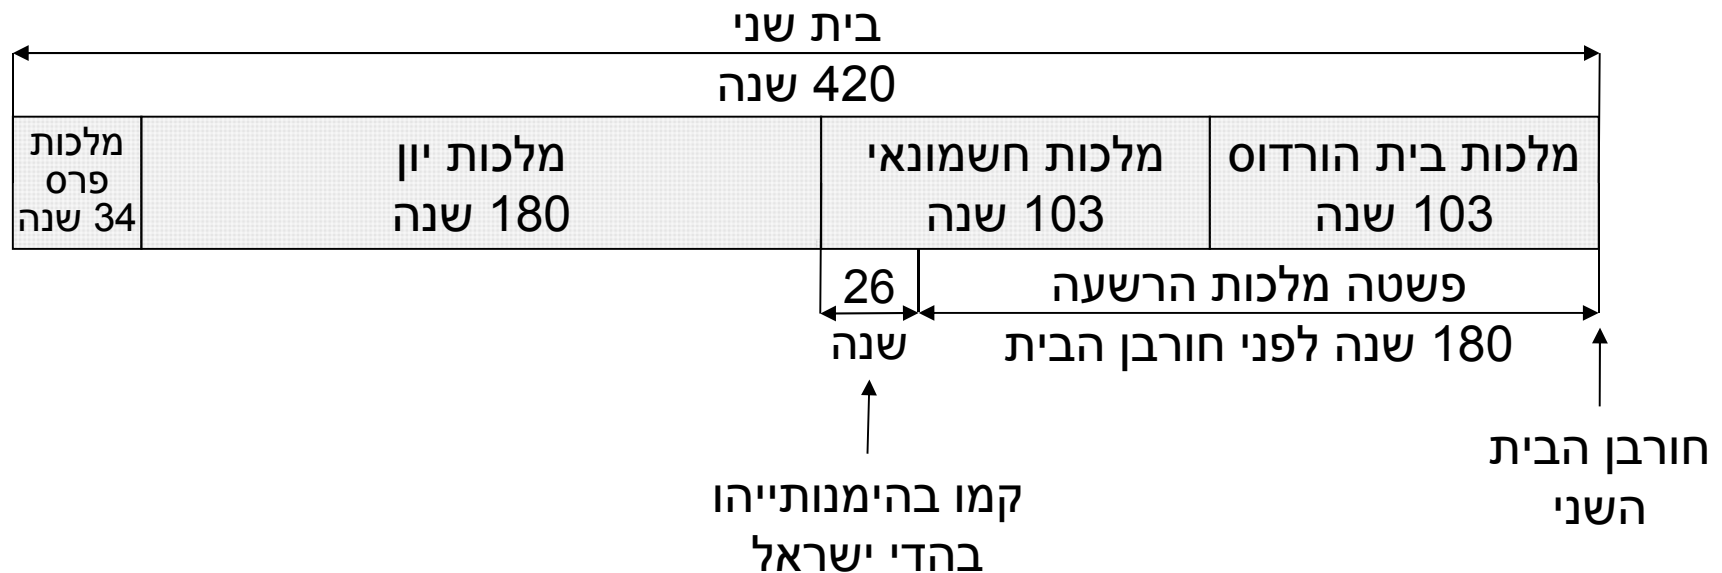 בית שני
420 שנה
מלכות
פרס
34 שנה
מלכות יון
180 שנה
מלכות חשמונאי
103 שנה
מלכות בית הורדוס
103 שנה
26
שנה
פשטה מלכות הרשעה
180 שנה לפני חורבן הבית
קמו בהימנותייהו
בהדי ישראל
חורבן הבית
השני